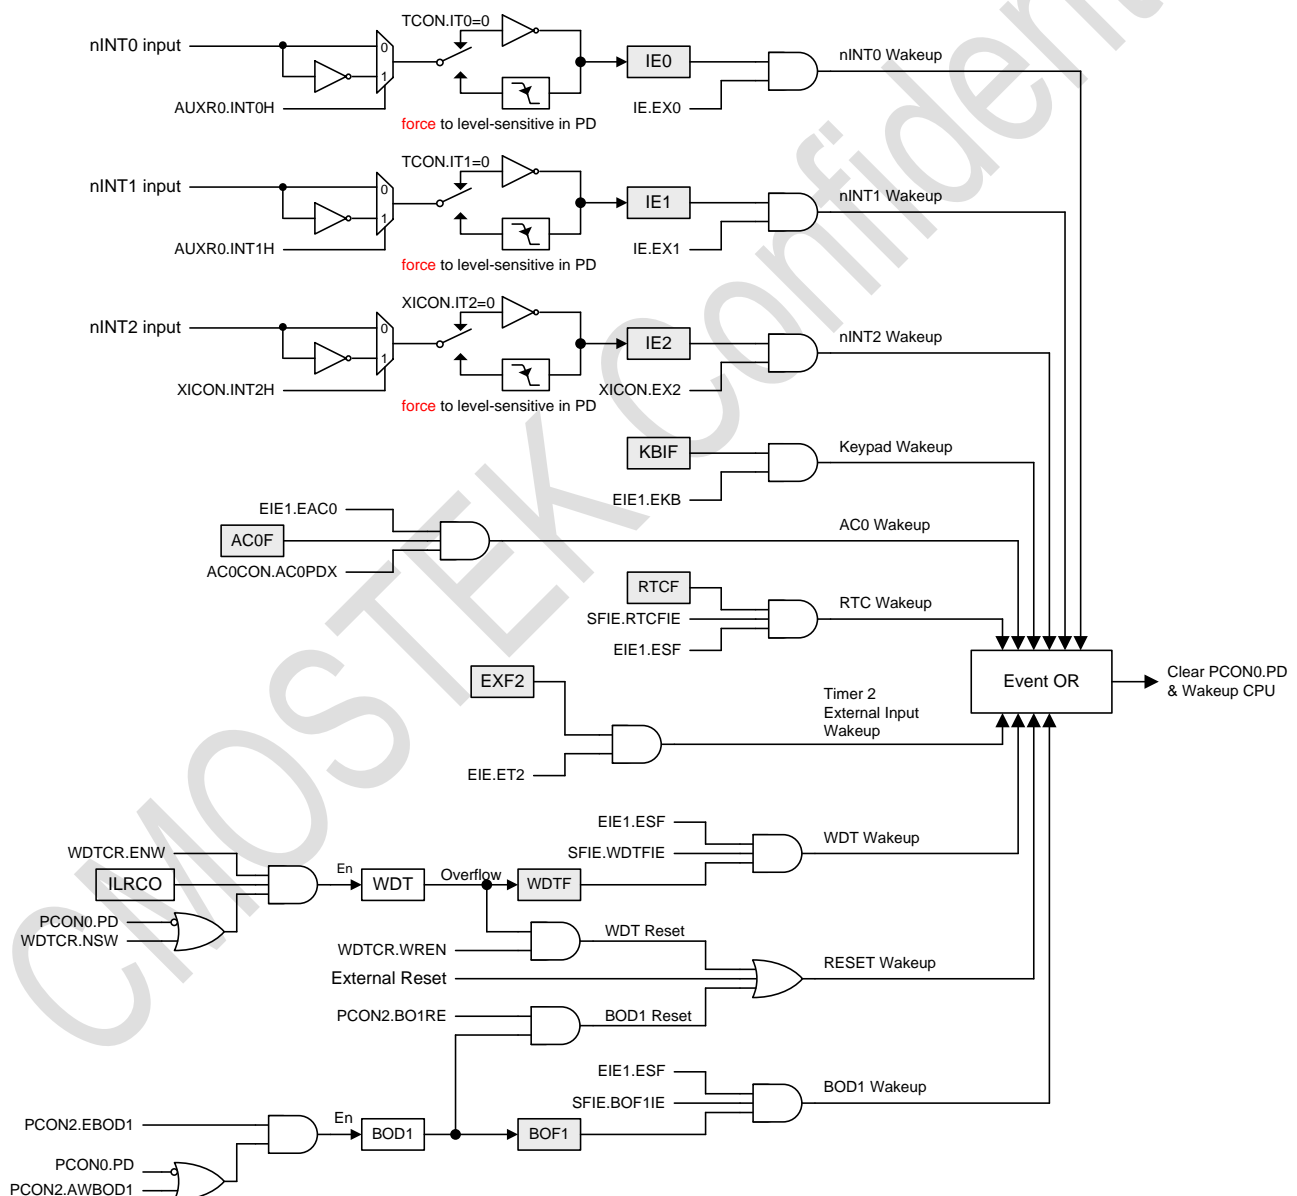 TCON.IT0=0
nINT0 input
0
1
IE0
nINT0 Wakeup
AUXR0.INT0H
IE.EX0
force to level-sensitive in PD
TCON.IT1=0
nINT1 input
0
1
IE1
nINT1 Wakeup
AUXR0.INT1H
IE.EX1
force to level-sensitive in PD
XICON.IT2=0
nINT2 input
0
1
IE2
nINT2 Wakeup
XICON.INT2H
XICON.EX2
force to level-sensitive in PD
KBIF
Keypad Wakeup
EIE1.EKB
EIE1.EAC0
AC0F
AC0 Wakeup
AC0CON.AC0PDX
RTCF
RTC Wakeup
SFIE.RTCFIE
EIE1.ESF
Event OR
Clear PCON0.PD
& Wakeup CPU
EXF2
Timer 2
External Input
Wakeup
EIE.ET2
EIE1.ESF
WDT Wakeup
SFIE.WDTFIE
WDTCR.ENW
ILRCO
En
WDT
Overflow
WDTF
PCON0.PD
WDTCR.NSW
WDT Reset
WDTCR.WREN
External Reset
RESET Wakeup
PCON2.BO1RE
BOD1 Reset
EIE1.ESF
BOD1 Wakeup
SFIE.BOF1IE
PCON2.EBOD1
En
BOD1
BOF1
PCON0.PD
PCON2.AWBOD1
CMOSTEK Confident